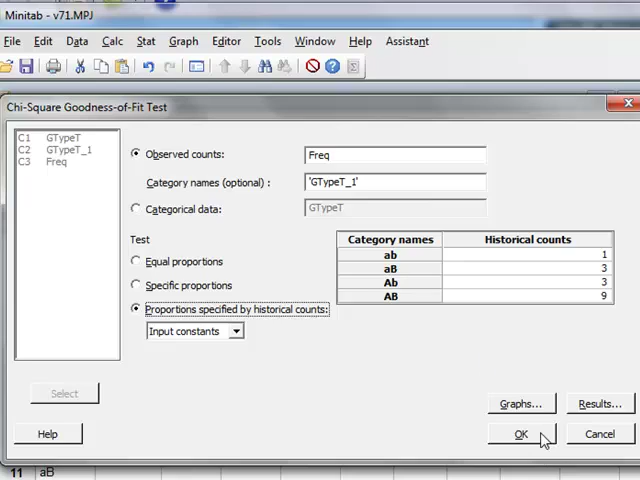 Minitab - v71.MPJ
File Edit Data Calc Stat Graph Editor Tools Window Help Assistant
Chi-Square Goodness-of-Fit Test
C1 GTypeT
C2 GTypeT_1
C3 Freq
Observed counts: Freq
Category names (optional) : 'GTypeT_1'
Categorical data: GTypeT
Test
Equal proportions
Specific proportions
Proportions specified by historical counts:
Input constants
Category names Historical counts
ab 1
aB 3
Ab 3
AB 9
Select
Graphs... Results...
Help OK Cancel
11 aB